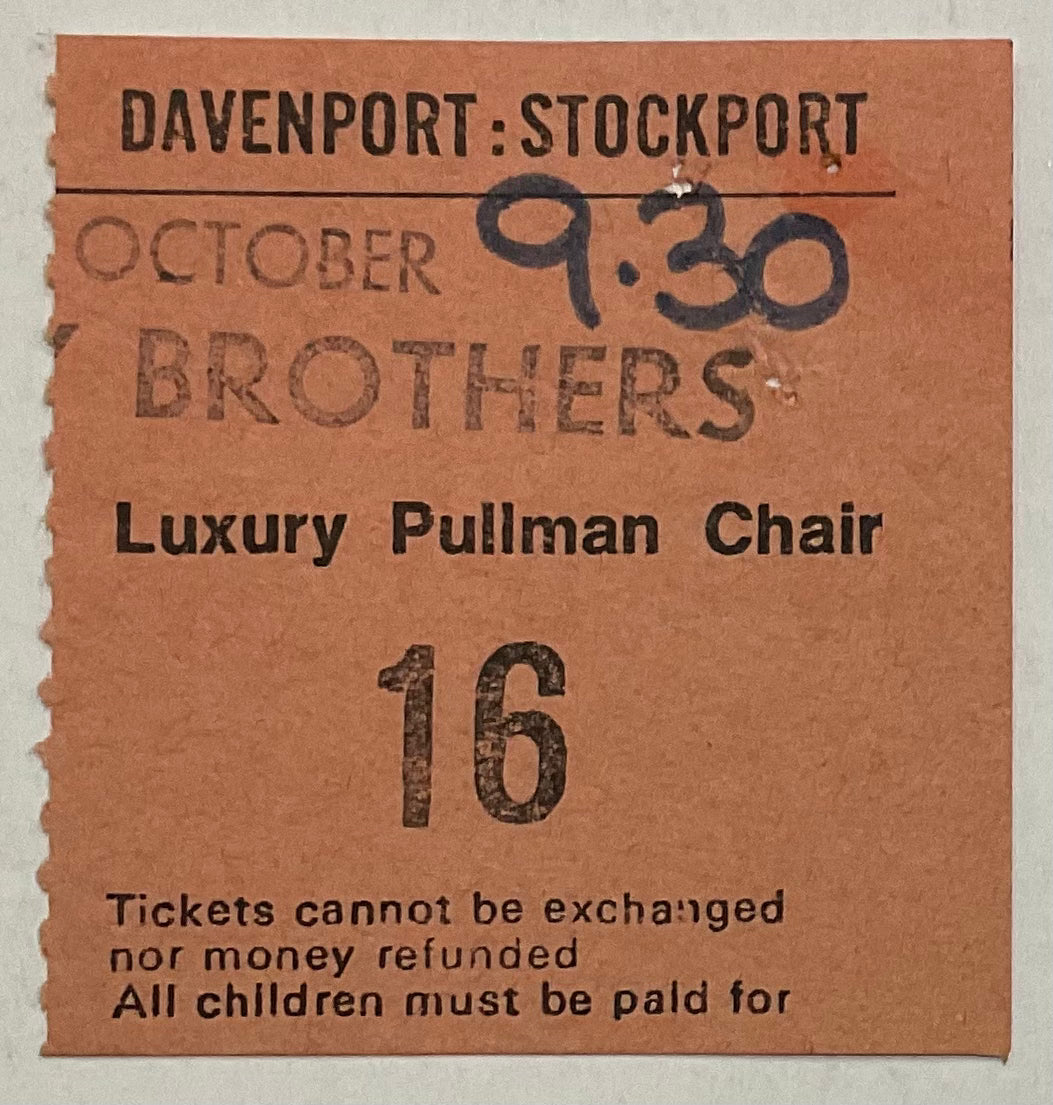 DAVENPORT : STOCKPORT
OCTOBER 9.30
BROTHERS
Luxury Pullman Chair
16
Tickets cannot be exchanged
nor money refunded
All children must be paid for